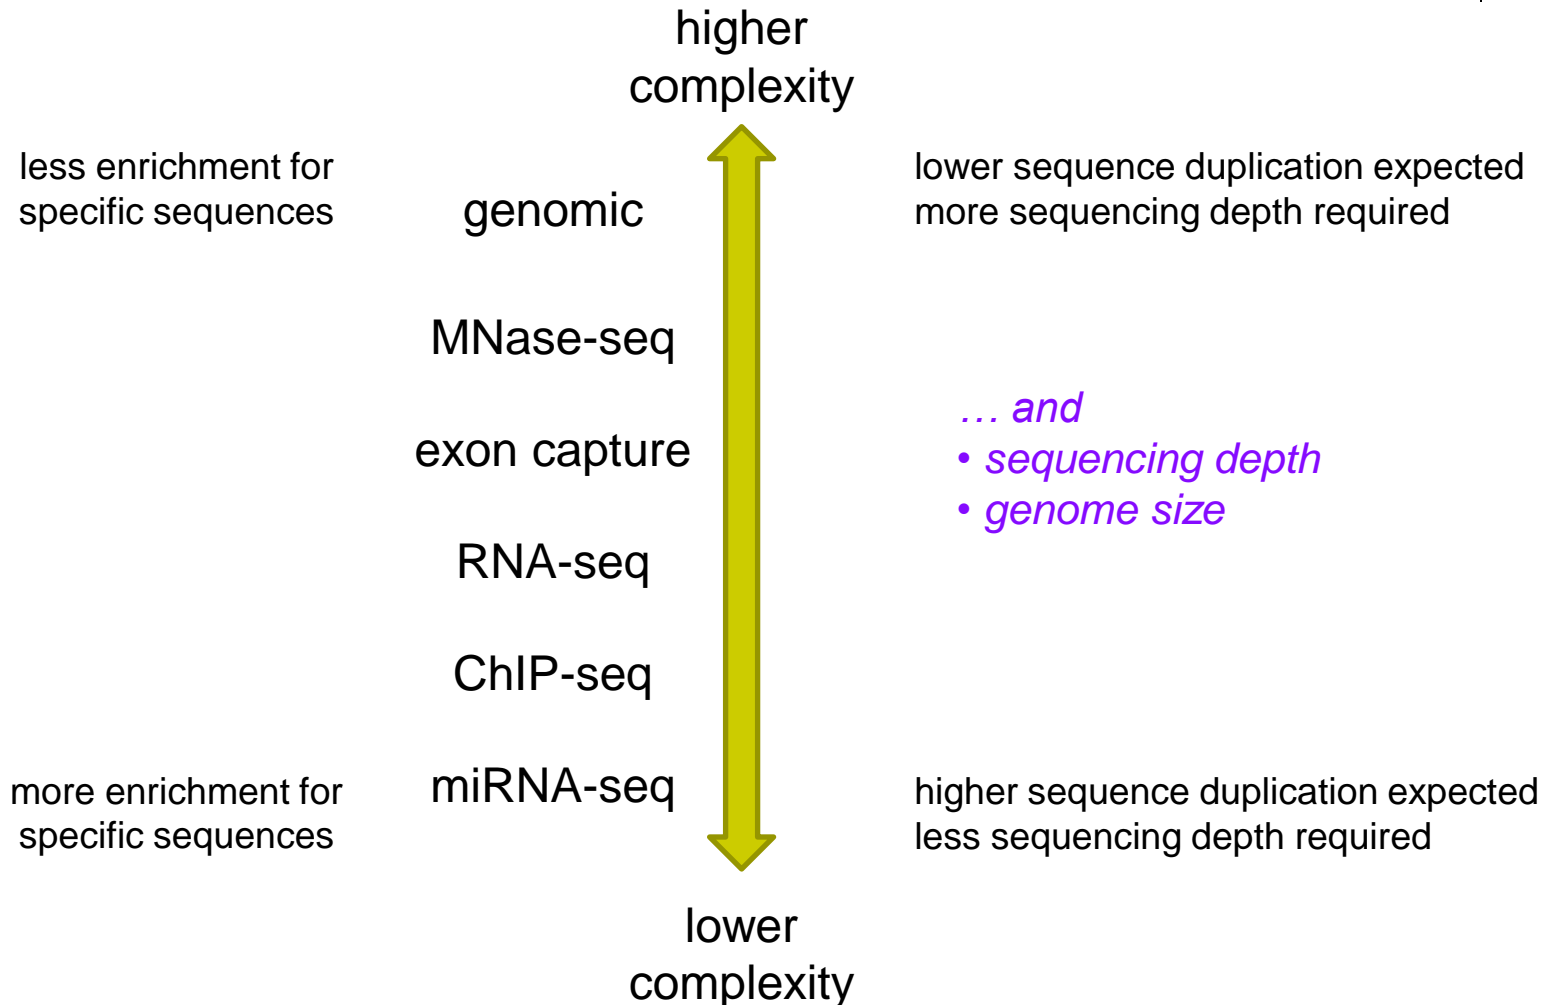 higher
complexity
less enrichment for
specific sequences
genomic
lower sequence duplication expected
more sequencing depth required
MNase-seq
… and
• sequencing depth
• genome size
exon capture
RNA-seq
ChIP-seq
miRNA-seq
more enrichment for
specific sequences
higher sequence duplication expected
less sequencing depth required
lower
complexity